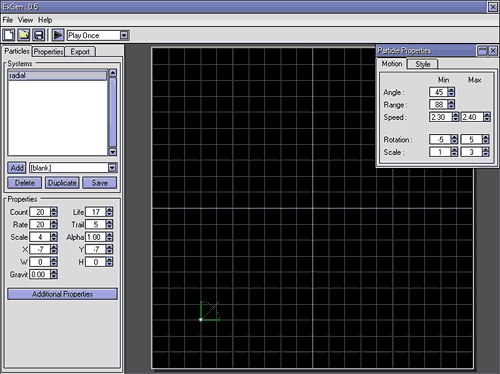 ExGen : 0.5
File View Help
Play Once
Particles Properties Export
Systems
radial
Add [blank]
Delete Duplicate Save
Properties
Count 20 Life 17
Rate 20 Trail 5
Scale 4 Alpha 1.00
X -7 Y -7
W 0 H 0
Gravit 0.00
Additional Properties
Particle Properties
Motion Style
Min Max
Angle : 45
Range : 88
Speed : 2.30 2.40
Rotation : -5 5
Scale : 1 3